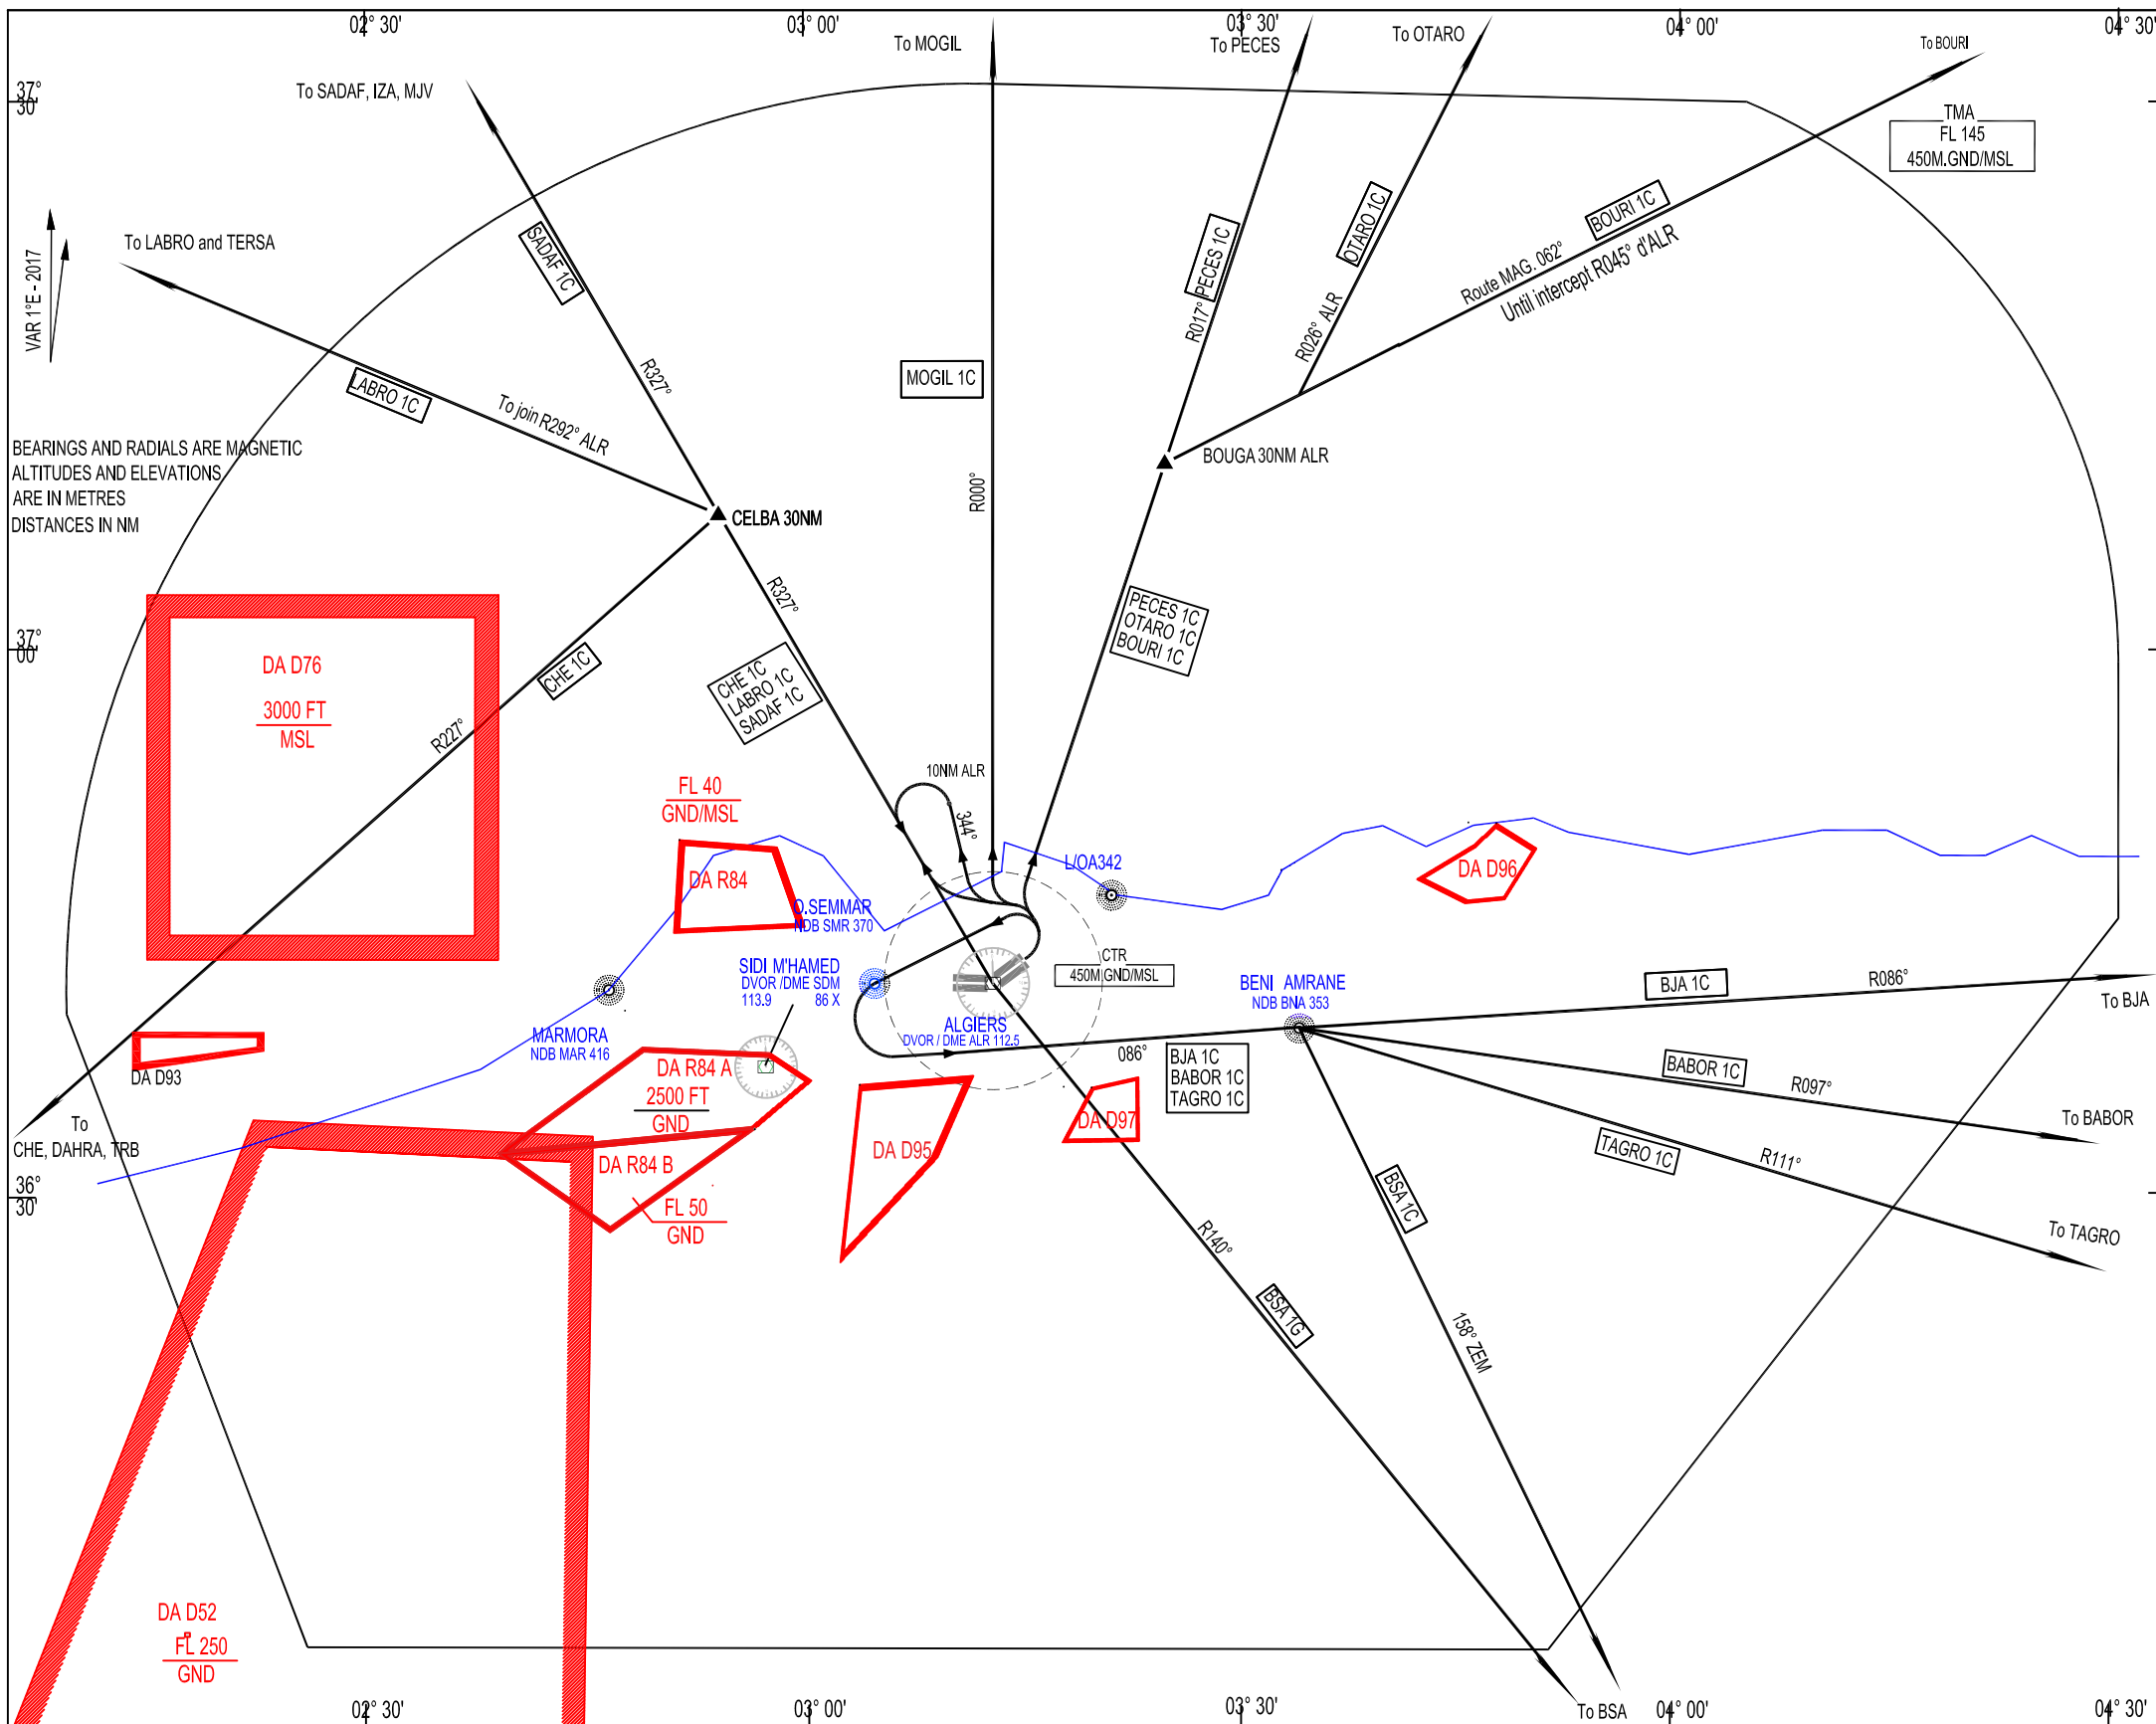 02° 30'
03° 00'
03° 30'
04° 00'
04° 30'
To MOGIL
To PECES
To OTARO
To BOURI
37°
30'
To SADAF, IZA, MJV
TMA
FL 145
450M.GND/MSL
VAR 1°E - 2017
To LABRO and TERSA
SADAF 1C
PECES 1C
R017°
OTARO 1C
R026° ALR
BOURI 1C
Route MAG. 062°
Until intercept R045° d'ALR
LABRO 1C
To join R292° ALR
R327°
MOGIL 1C
R000°
BEARINGS AND RADIALS ARE MAGNETIC
ALTITUDES AND ELEVATIONS
ARE IN METRES
DISTANCES IN NM
CELBA 30NM
BOUGA 30NM ALR
R327°
PECES 1C
OTARO 1C
BOURI 1C
37°
00'
DA D76
3000 FT
MSL
CHE 1C
R227°
CHE 1C
LABRO 1C
SADAF 1C
10NM ALR
344°
FL 40
GND/MSL
DA R84
L/OA342
DA D96
O.SEMMAR
NDB SMR 370
SIDI M'HAMED
DVOR /DME SDM
113.9 86 X
CTR
450M.GND/MSL
BENI AMRANE
NDB BNA 353
BJA 1C
R086°
To BJA
MARMORA
NDB MAR 416
ALGIERS
DVOR / DME ALR 112.5
086°
BJA 1C
BABOR 1C
TAGRO 1C
DA D93
DA R84 A
2500 FT
GND
BABOR 1C
R097°
To BABOR
To
CHE, DAHRA, TRB
DA D95
DA D97
DA R84 B
FL 50
GND
TAGRO 1C
R111°
To TAGRO
36°
30'
BSA 1C
158° ZEM
R140°
BSA 1G
DA D52
FL 250
GND
To BSA
02° 30'
03° 00'
03° 30'
04° 00'
04° 30'